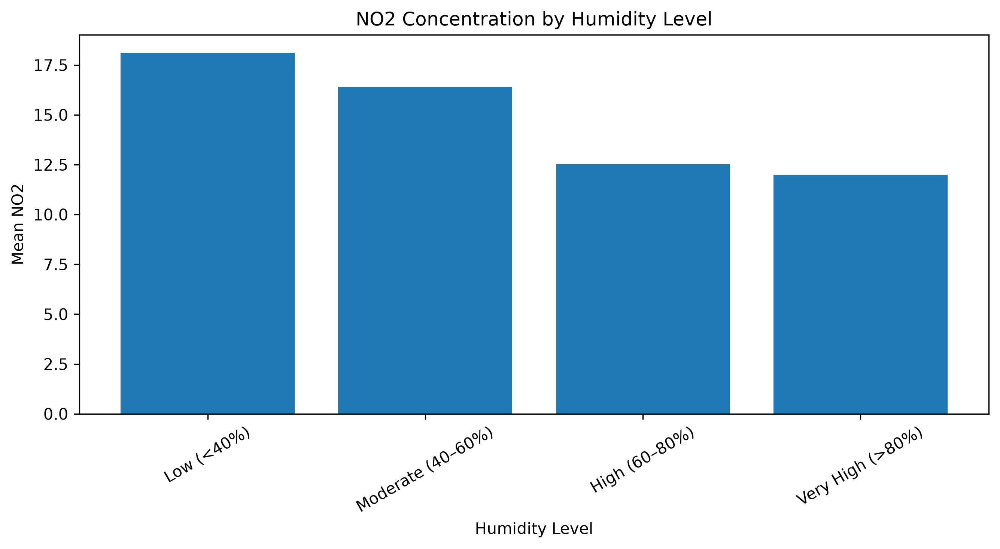 NO2 Concentration by Humidity Level
Mean NO2
17.5
15.0
12.5
10.0
7.5
5.0
2.5
0.0
Low (<40%)
Moderate (40–60%)
High (60–80%)
Very High (>80%)
Humidity Level